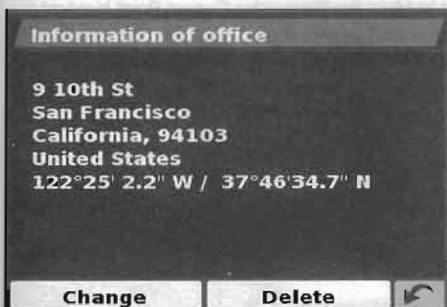 Information of office
9 10th St
San Francisco
California, 94103
United States
122°25' 2.2" W / 37°46'34.7" N
Change Delete